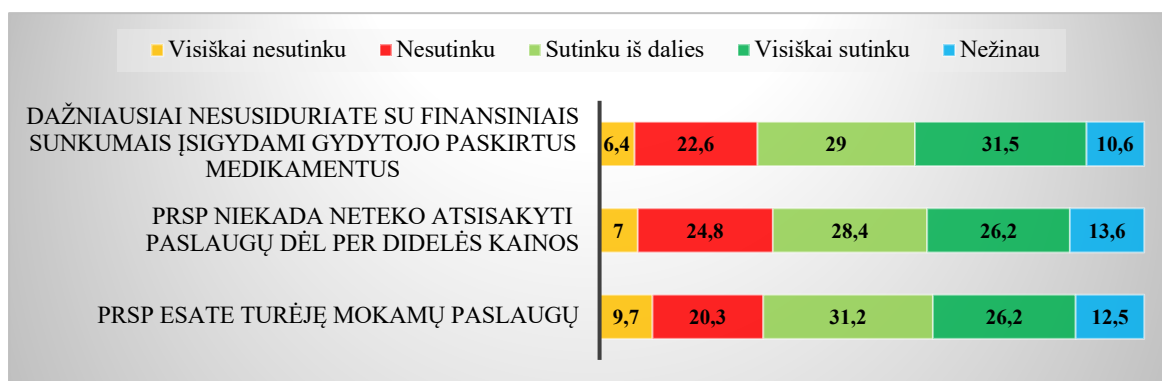 Visiškai nesutinku Nesutinku Sutinku iš dalies Visiškai sutinku Nežinau
DAŽNIAUSIAI NESUSIDURIATE SU FINANSINIAIS
SUNKUMAIS ĮSIGYDAMI GYDYTOJO PASKIRTUS
MEDIKAMENTUS
6,4 22,6 29 31,5 10,6
PRSP NIEKADA NETEKO ATSISAKYTI
PASLAUGŲ DĖL PER DIDELĖS KAINOS
7 24,8 28,4 26,2 13,6
PRSP ESATE TURĖJĘ MOKAMŲ PASLAUGŲ
9,7 20,3 31,2 26,2 12,5